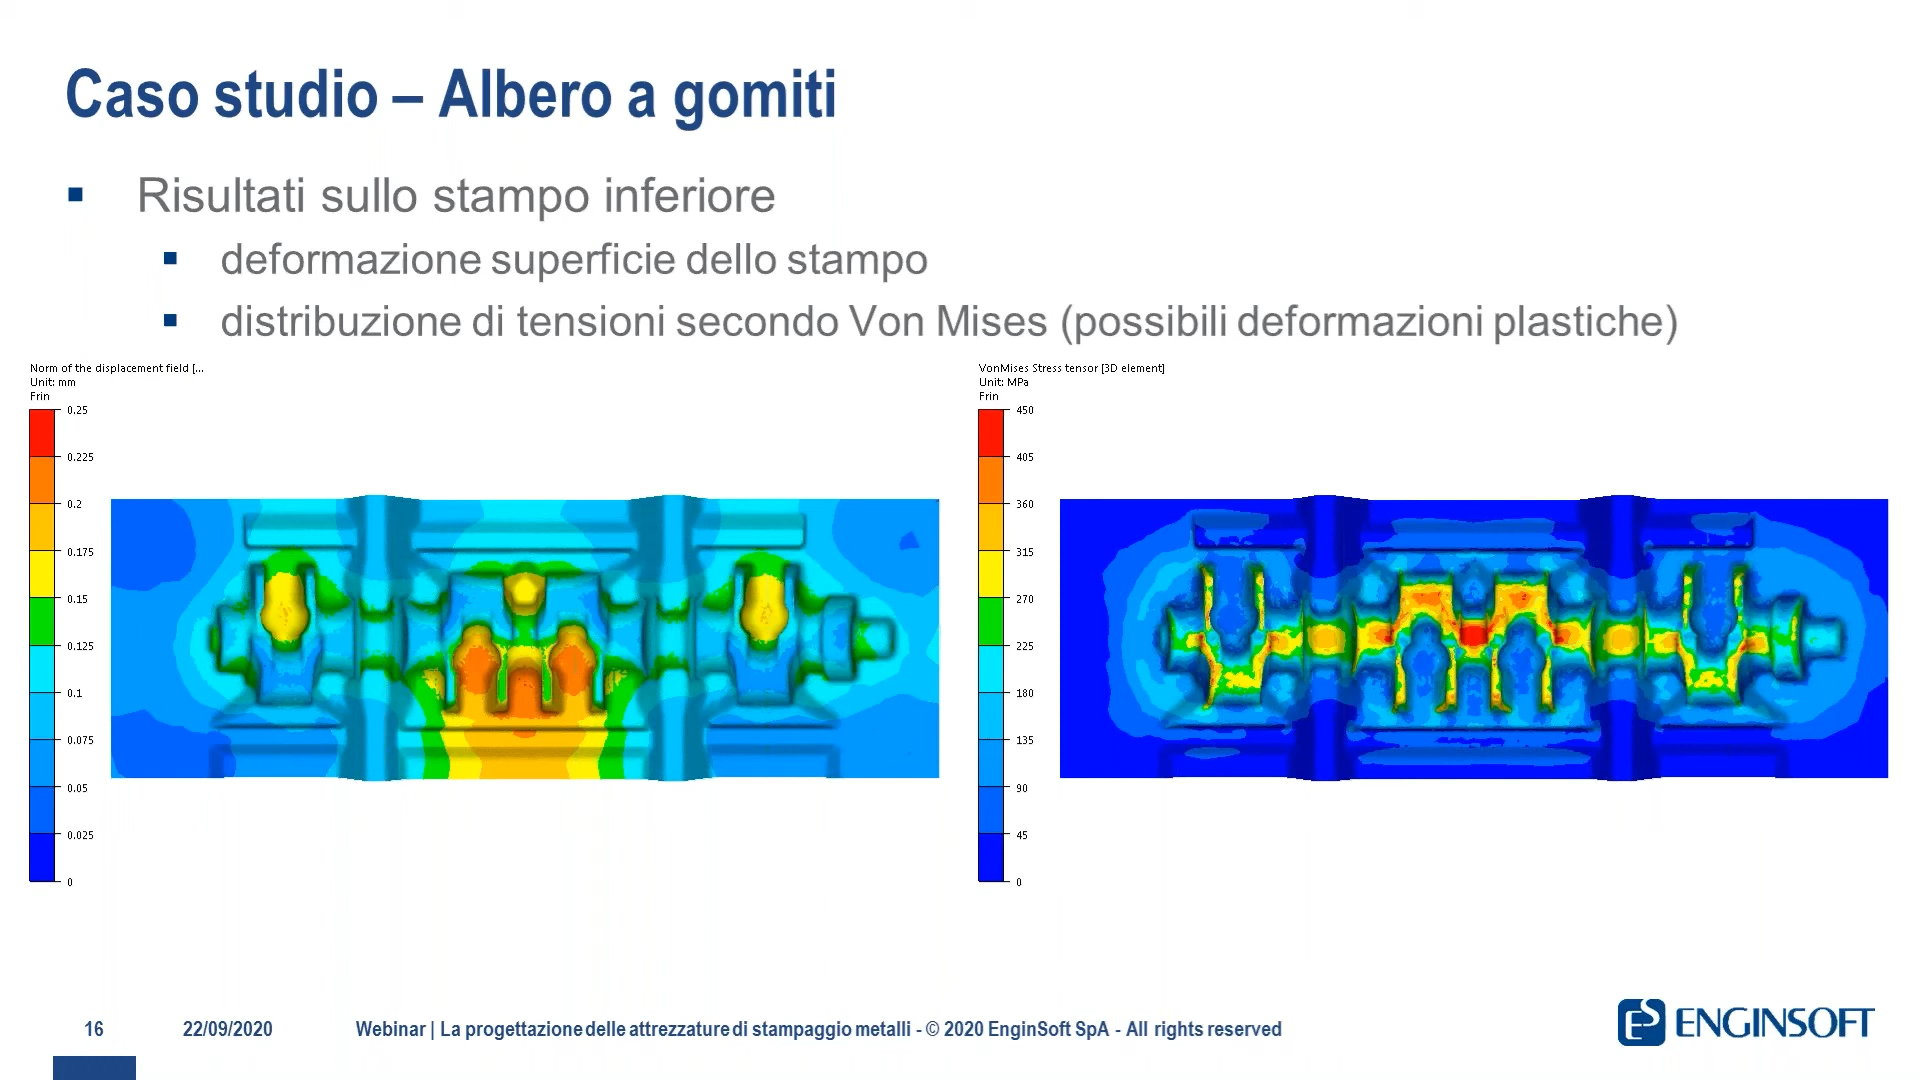 Caso studio – Albero a gomiti
Risultati sullo stampo inferiore
deformazione superficie dello stampo
distribuzione di tensioni secondo Von Mises (possibili deformazioni plastiche)
Norm of the displacement field [...
Unit: mm
Frin
0.25
0.225
0.2
0.175
0.15
0.125
0.1
0.075
0.05
0.025
0
VonMises Stress tensor [3D element]
Unit: MPa
Frin
450
405
360
315
270
225
180
135
90
45
0
16
22/09/2020
Webinar | La progettazione delle attrezzature di stampaggio metalli - © 2020 EnginSoft SpA - All rights reserved
ENGINSOFT